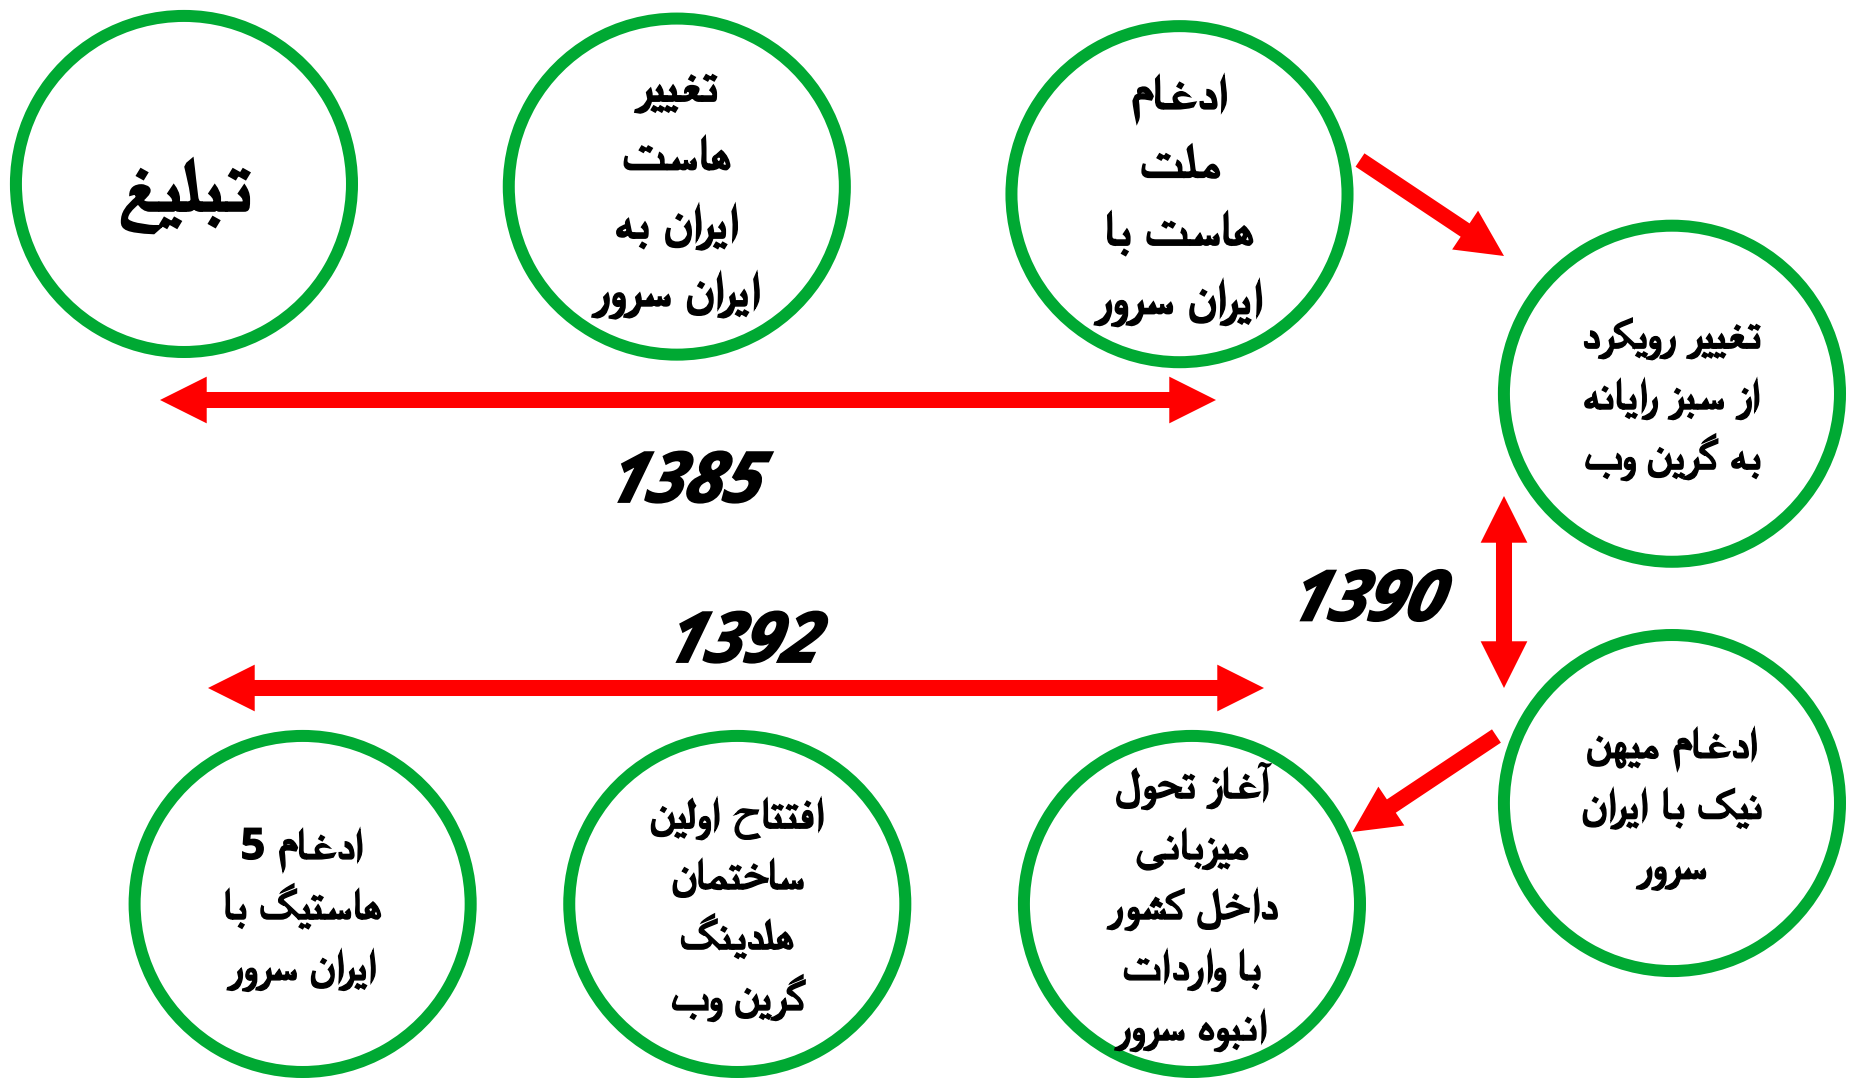 تبلیغ
تغییر
هاست
ایران به
ایران سرور
ادغام
ملت
هاست با
ایران سرور
1385
تغییر رویکرد
از سبز رایانه
به گرین وب
1390
ادغام میهن
نیک با ایران
سرور
1392
آغاز تحول
میزبانی
داخل کشور
با واردات
انبوه سرور
افتتاح اولین
ساختمان
هلدینگ
گرین وب
ادغام 5
هاستیگ با
ایران سرور